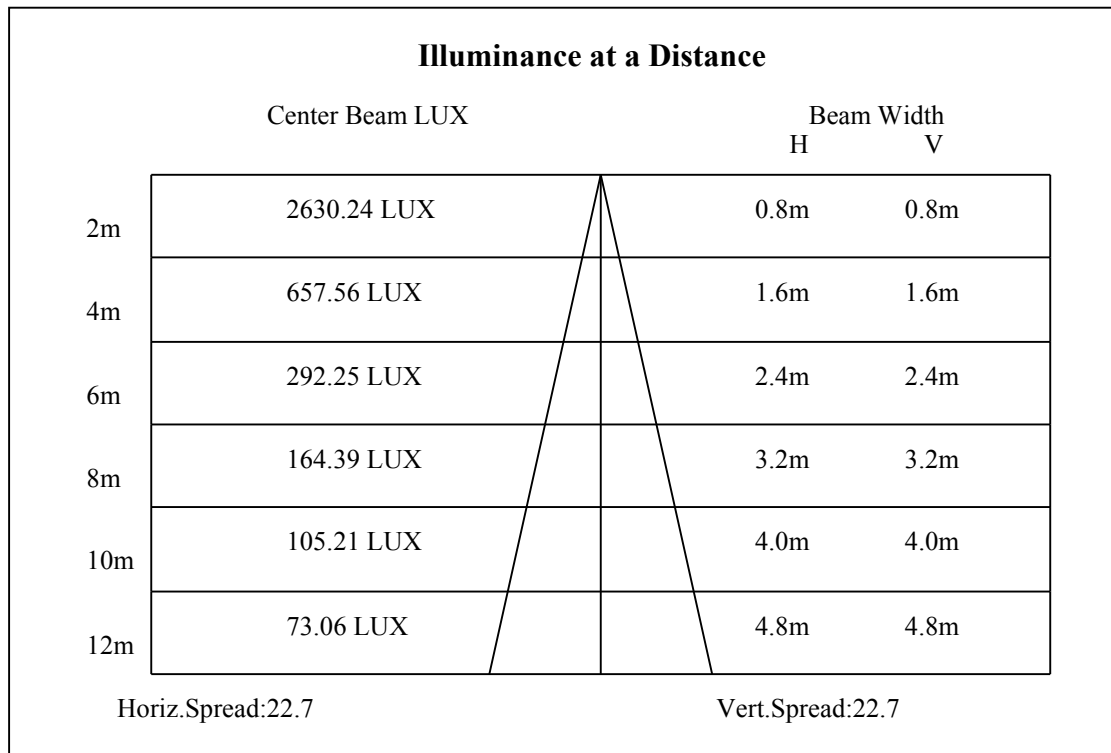 Illuminance at a Distance
Center Beam LUX Beam Width
H V
2m 2630.24 LUX 0.8m 0.8m
4m 657.56 LUX 1.6m 1.6m
6m 292.25 LUX 2.4m 2.4m
8m 164.39 LUX 3.2m 3.2m
10m 105.21 LUX 4.0m 4.0m
12m 73.06 LUX 4.8m 4.8m
Horiz.Spread:22.7 Vert.Spread:22.7